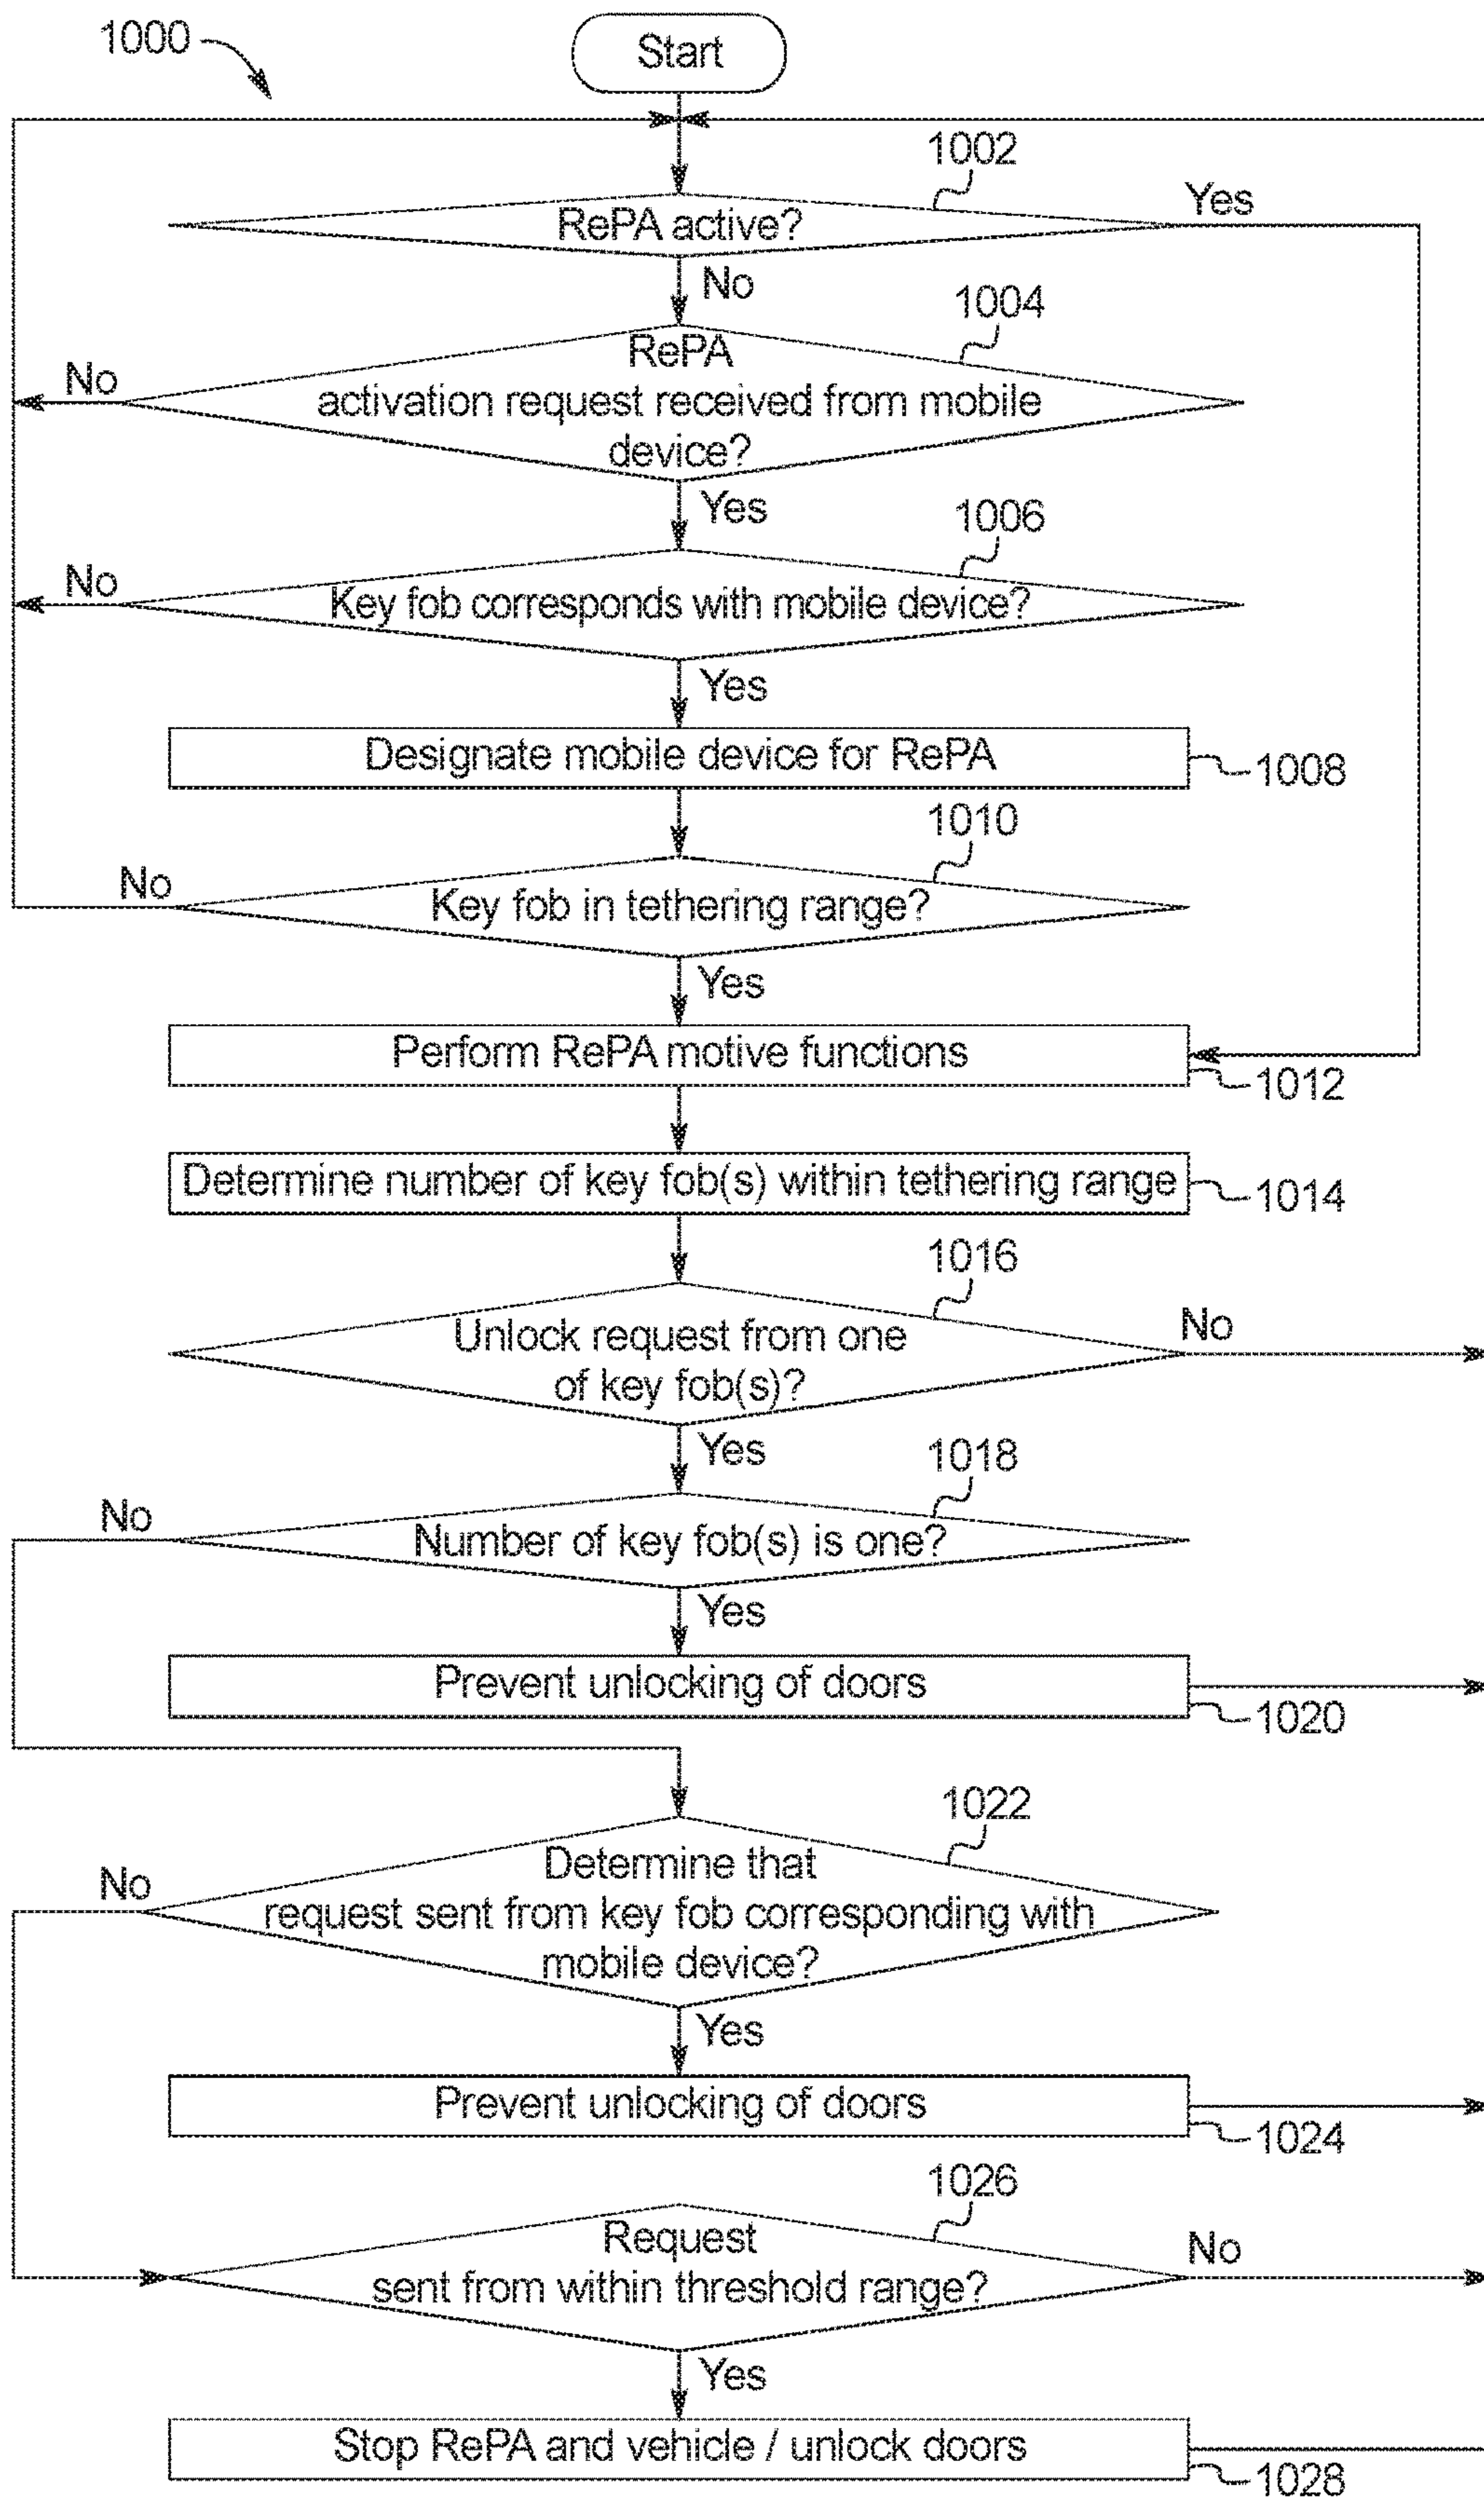 1000
Start
1002
RePA active?
Yes
No
1004
RePA
activation request received from mobile
device?
No
Yes
1006
Key fob corresponds with mobile device?
No
Yes
Designate mobile device for RePA
1008
1010
Key fob in tethering range?
No
Yes
Perform RePA motive functions
1012
Determine number of key fob(s) within tethering range
1014
1016
Unlock request from one
of key fob(s)?
No
Yes
1018
No
Number of key fob(s) is one?
Yes
Prevent unlocking of doors
1020
1022
Determine that
request sent from key fob corresponding with
mobile device?
No
Yes
Prevent unlocking of doors
1024
1026
Request
sent from within threshold range?
No
Yes
Stop RePA and vehicle / unlock doors
1028